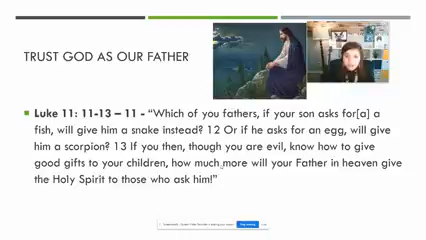 TRUST GOD AS OUR FATHER
Luke 11: 11-13 – 11 - “Which of you fathers, if your son asks for[a] a
fish, will give him a snake instead? 12 Or if he asks for an egg, will give
him a scorpion? 13 If you then, though you are evil, know how to give
good gifts to your children, how much more will your Father in heaven give
the Holy Spirit to those who ask him!”